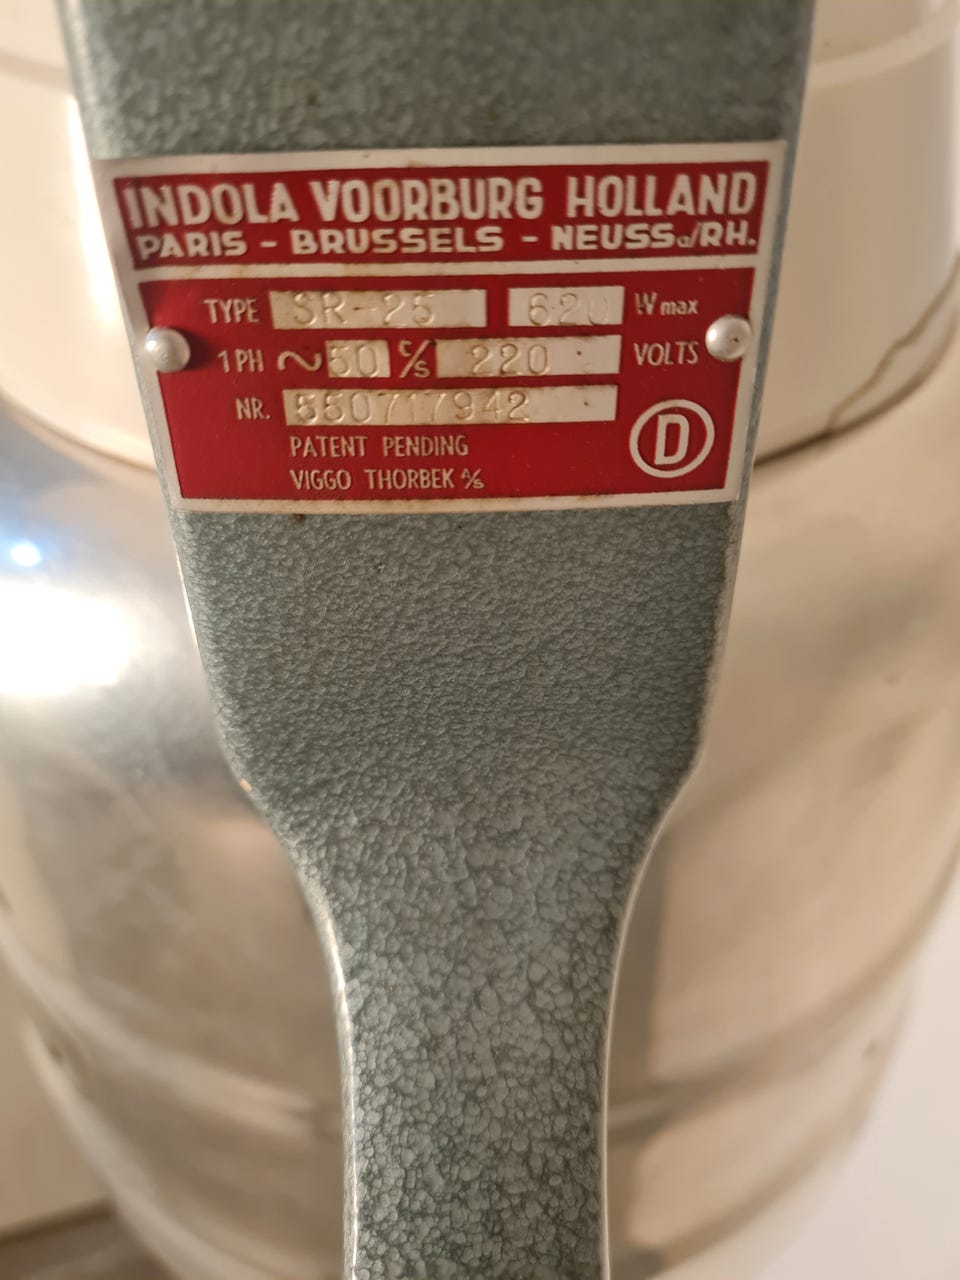 INDOLA VOORBURG HOLLAND
PARIS - BRUSSELS - NEUSS a/RH.
TYPE SR-25 620 W max
1 PH ~ 50 c/s 220 VOLTS
NR. 550717942
D
PATENT PENDING
VIGGO THORBEK A/S